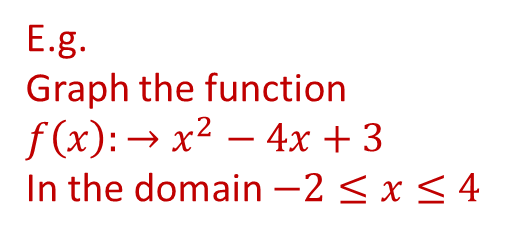 E.g.
Graph the function
f(x):→ x² − 4x + 3
In the domain −2 ≤ x ≤ 4